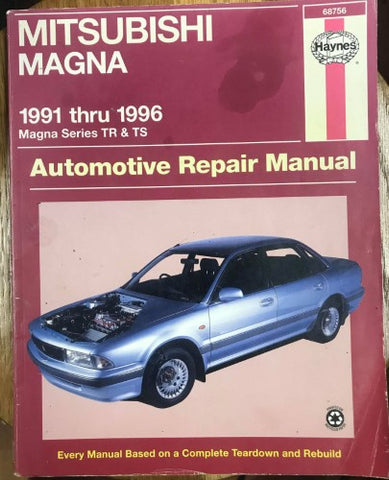 MITSUBISHI
MAGNA
68756
Haynes
1991 thru 1996
Magna Series TR & TS
Automotive Repair Manual
Every Manual Based on a Complete Teardown and Rebuild